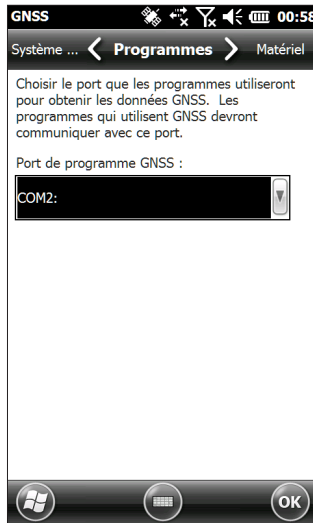 GNSS 00:58
Système ... Programmes Matériel
Choisir le port que les programmes utiliseront
pour obtenir les données GNSS. Les
programmes qui utilisent GNSS devront
communiquer avec ce port.
Port de programme GNSS :
COM2:
OK